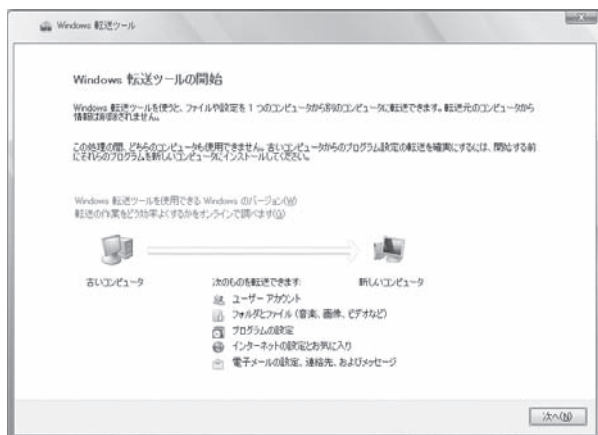 Windows 転送ツール
Windows 転送ツールの開始
Windows 転送ツールを使うと、ファイルや設定を 1 つのコンピュータから別のコンピュータに転送できます。転送元のコンピュータから
情報は削除されません。
この処理の間、どちらのコンピュータも使用できません。古いコンピュータからのプログラム設定の転送を確実にするには、開始する前
にそれらのプログラムを新しいコンピュータにインストールしてください。
Windows 転送ツールを使用できる Windows のバージョン(W)
転送の作業をどう効率よくするかをオンラインで調べます(O)
古いコンピュータ
次のものを転送できます:
新しいコンピュータ
ユーザー アカウント
フォルダとファイル (音楽、画像、ビデオなど)
プログラムの設定
インターネットの設定とお気に入り
電子メールの設定、連絡先、およびメッセージ
次へ(N)